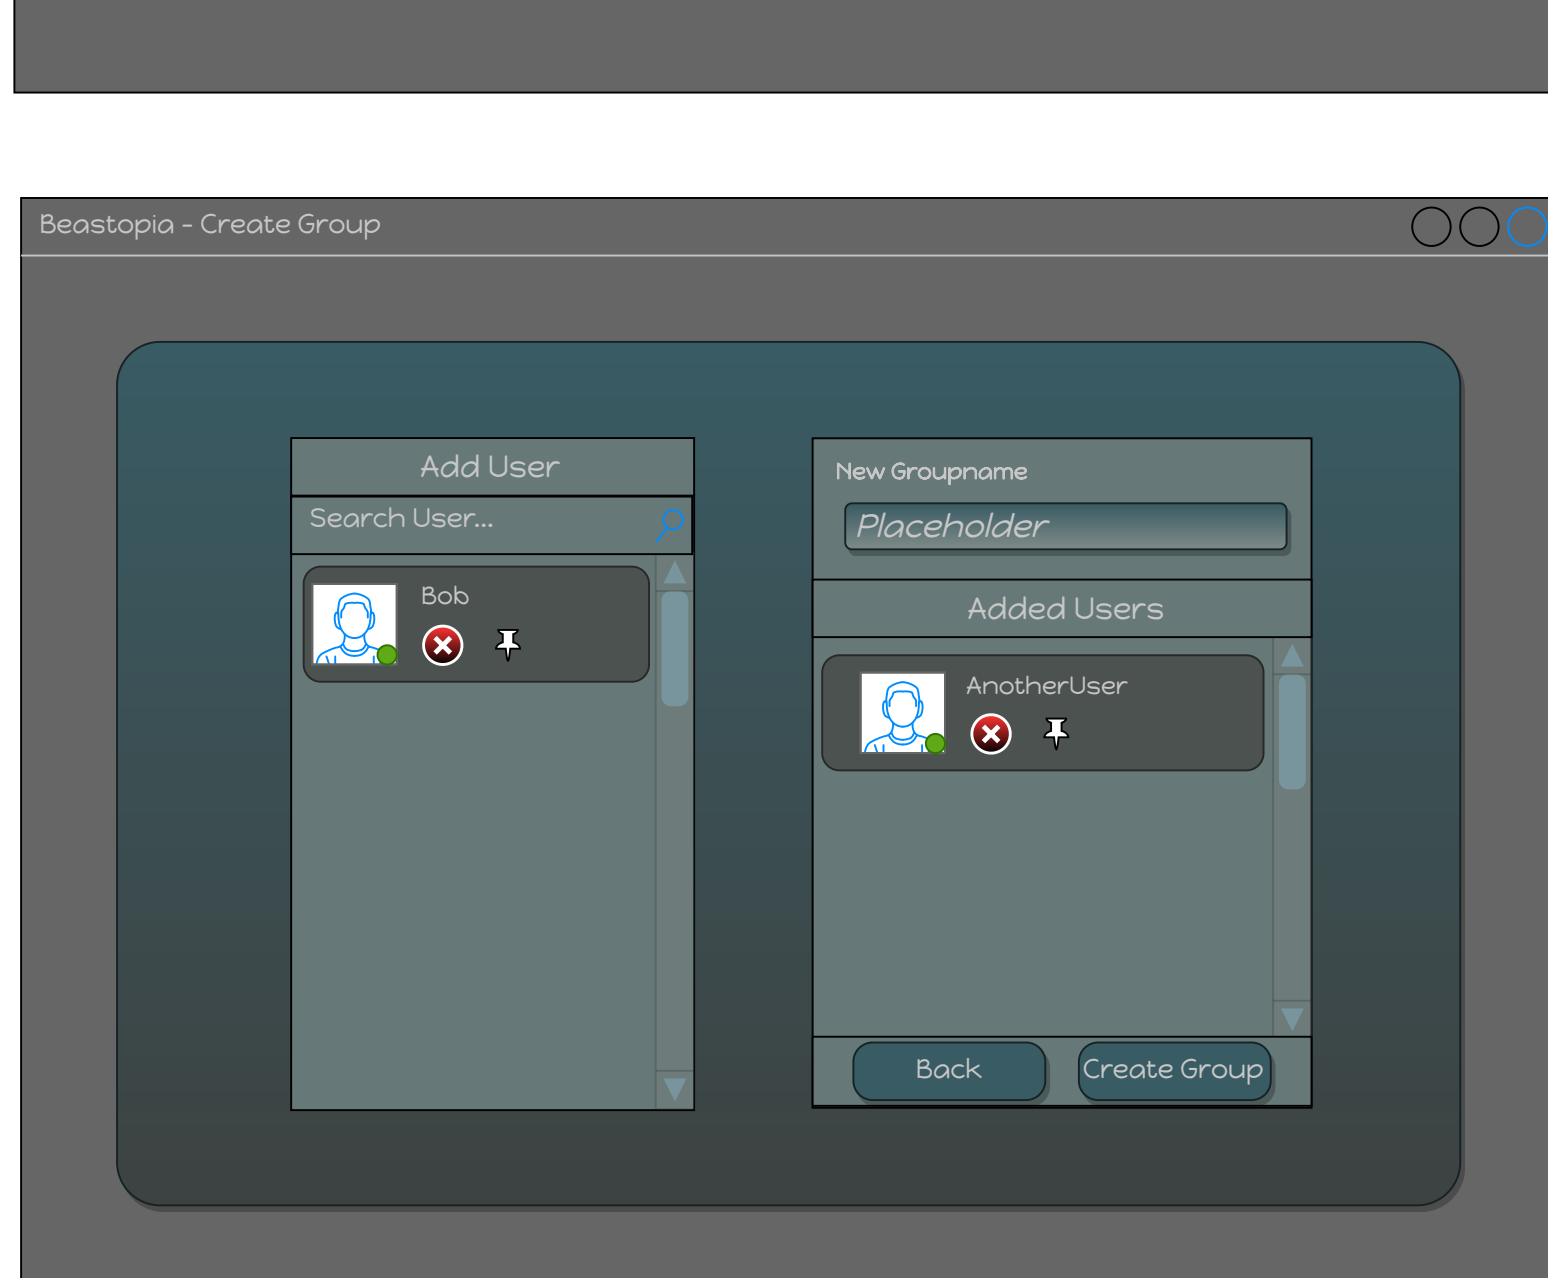 Beastopia - Create Group
Add User
Search User...
Bob
New Groupname
Placeholder
Added Users
AnotherUser
Back
Create Group